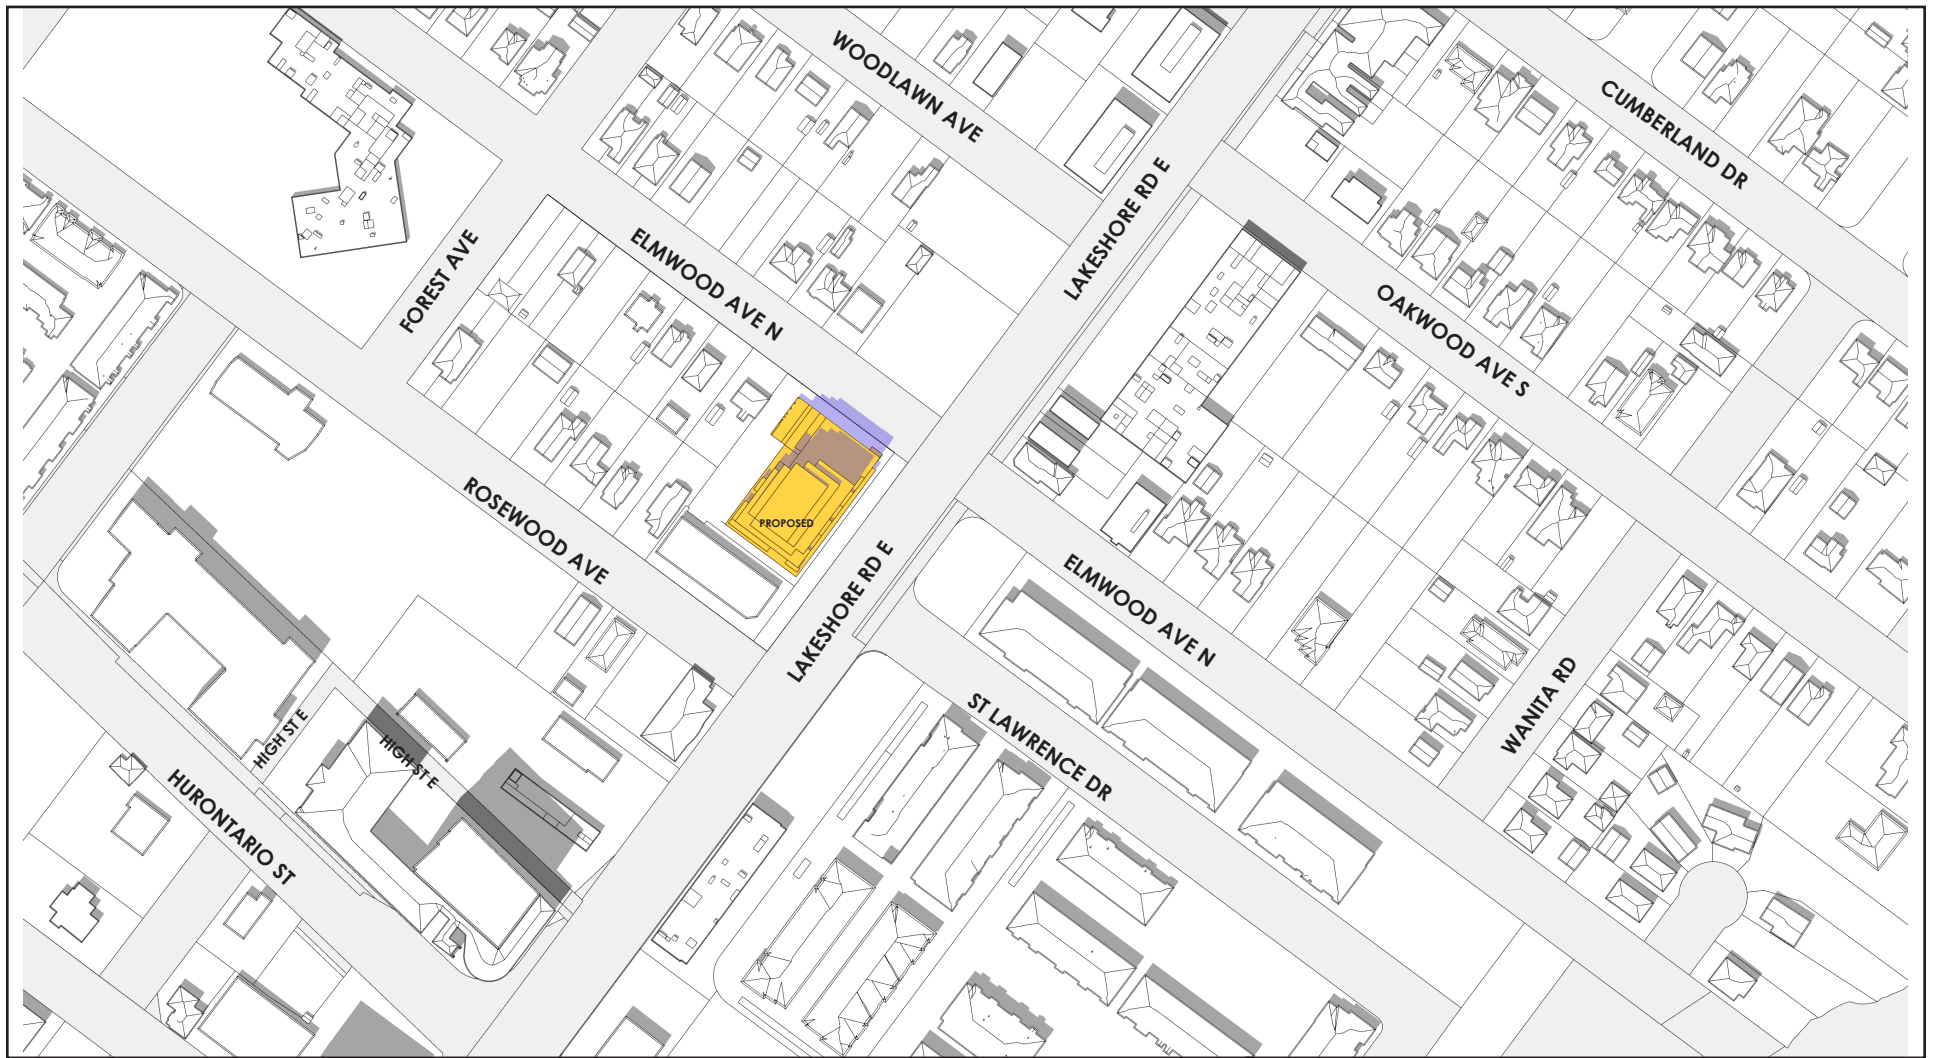 WOODLAWN AVE
CUMBERLAND DR
LAKESHORE RD E
FOREST AVE
ELMWOOD AVE N
OAKWOOD AVE S
ROSEWOOD AVE
PROPOSED
LAKESHORE RD E
ELMWOOD AVE N
ST LAWRENCE DR
WANITA RD
HIGH ST E
HIGH ST E
HURONTARIO ST